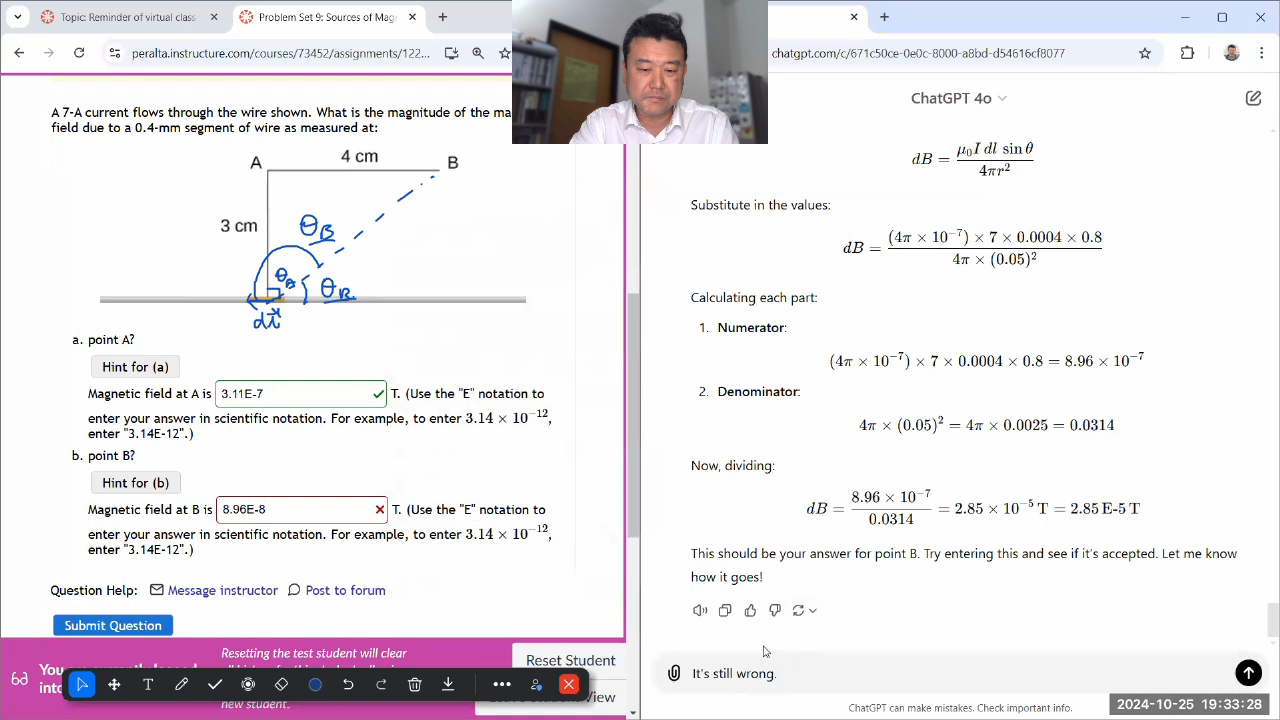 Topic: Reminder of virtual class
Problem Set 9: Sources of Magr
peralta.instructure.com/courses/73452/assignments/122...
chatgpt.com/c/671c50ce-0e0c-8000-a8bd-d54616cf8077
A 7-A current flows through the wire shown. What is the magnitude of the ma
field due to a 0.4-mm segment of wire as measured at:
A
4 cm
B
3 cm
θB
θA
θB
dl
a. point A?
Hint for (a)
Magnetic field at A is 3.11E-7 T. (Use the "E" notation to
enter your answer in scientific notation. For example, to enter 3.14 × 10⁻¹²,
enter "3.14E-12".)
b. point B?
Hint for (b)
Magnetic field at B is 8.96E-8 T. (Use the "E" notation to
enter your answer in scientific notation. For example, to enter 3.14 × 10⁻¹²,
enter "3.14E-12".)
Question Help: Message instructor Post to forum
Submit Question
Resetting the test student will clear
Reset Student
new student.
View
ChatGPT 4o
dB = μ₀ I dl sin θ / 4πr²
Substitute in the values:
dB = (4π × 10⁻⁷) × 7 × 0.0004 × 0.8 / 4π × (0.05)²
Calculating each part:
1. Numerator:
(4π × 10⁻⁷) × 7 × 0.0004 × 0.8 = 8.96 × 10⁻⁷
2. Denominator:
4π × (0.05)² = 4π × 0.0025 = 0.0314
Now, dividing:
dB = 8.96 × 10⁻⁷ / 0.0314 = 2.85 × 10⁻⁵ T = 2.85 E-5 T
This should be your answer for point B. Try entering this and see if it's accepted. Let me know
how it goes!
It's still wrong.
ChatGPT can make mistakes. Check important info.
2024-10-25 19:33:28